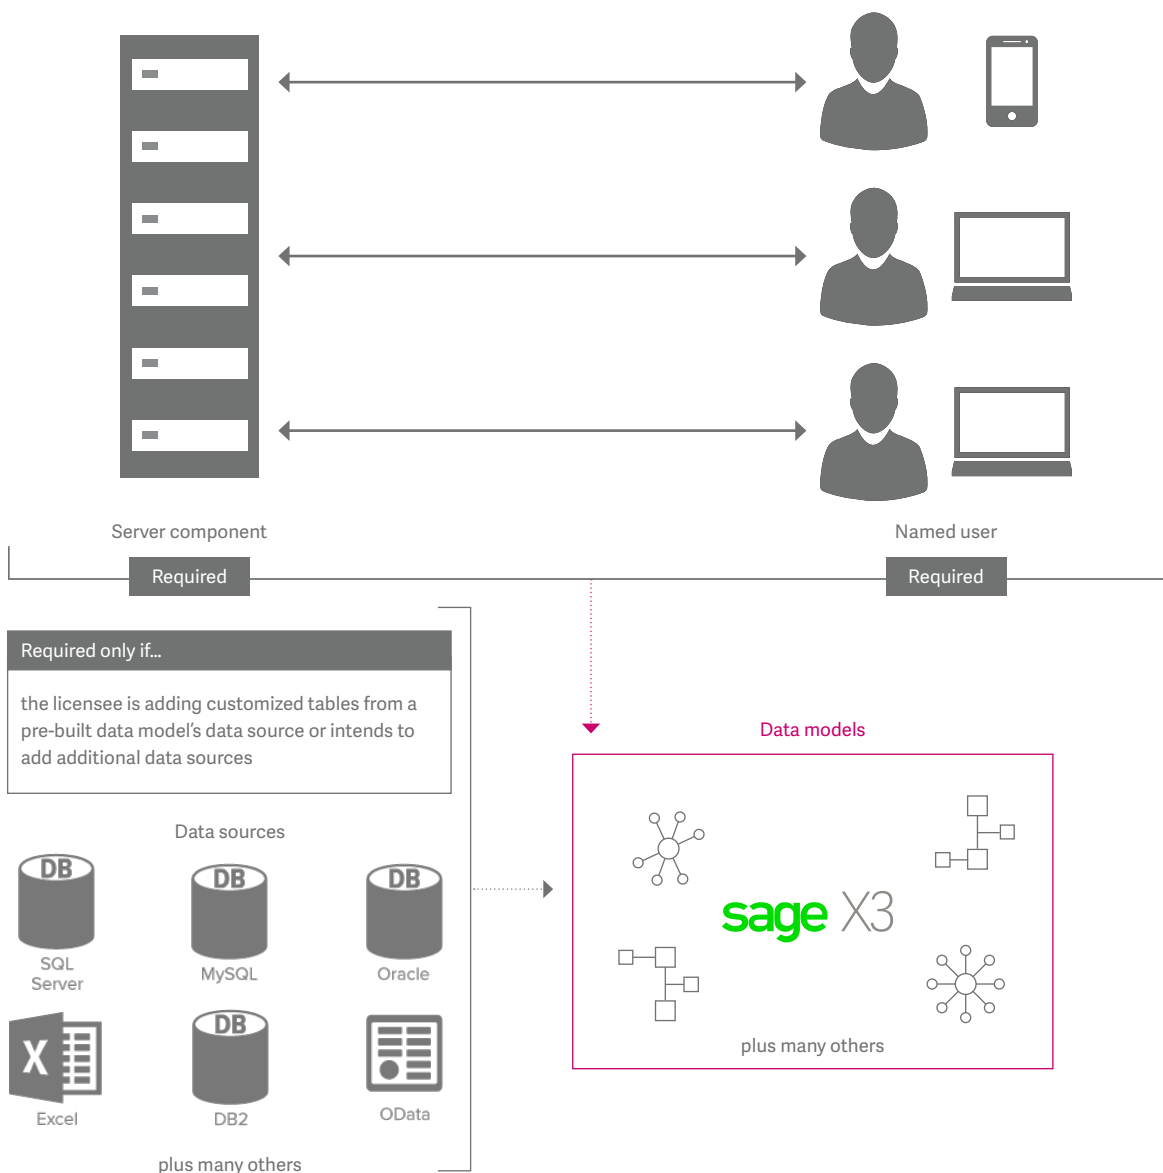 Server component
Named user
Required
Required
Required only if…
the licensee is adding customized tables from a
pre-built data model’s data source or intends to
add additional data sources
Data sources
DB
DB
DB
SQL
Server
MySQL
Oracle
X
DB
Excel
DB2
OData
plus many others
Data models
sage X3
plus many others